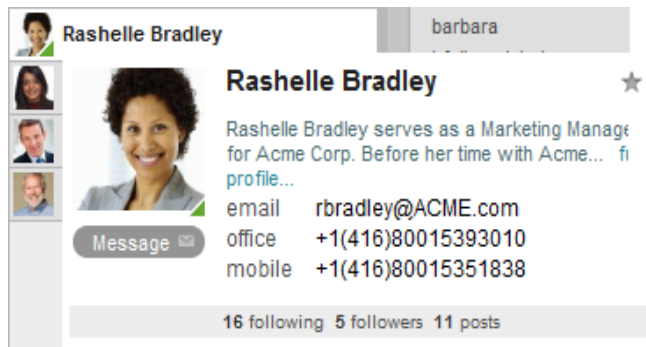 Rashelle Bradley
barbara
Rashelle Bradley
Rashelle Bradley serves as a Marketing Manage
for Acme Corp. Before her time with Acme...
profile...
email rbradley@ACME.com
office +1(416)80015393010
Message
mobile +1(416)80015351838
16 following 5 followers 11 posts